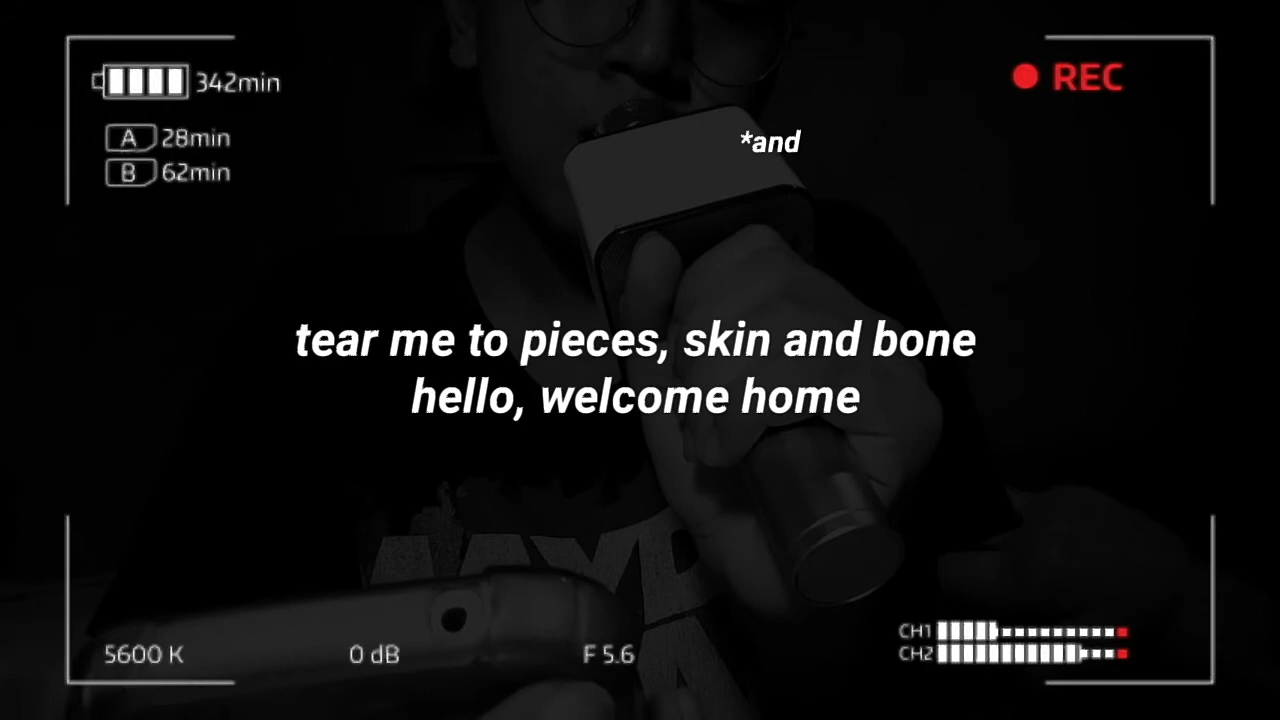 342min
REC
A 28min
B 62min
*and
tear me to pieces, skin and bone
hello, welcome home
5600 K
0 dB
F 5.6
CH1
CH2